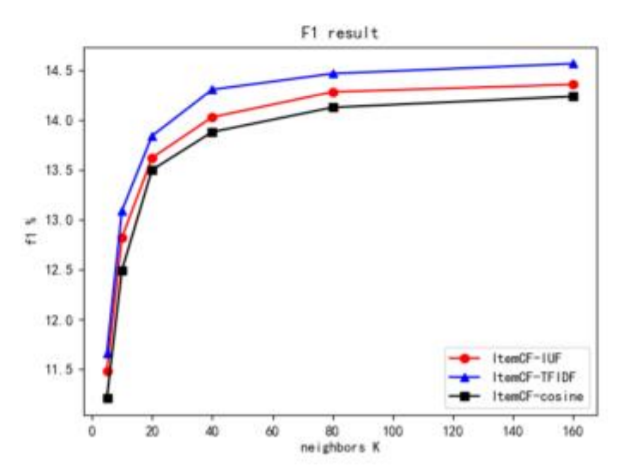 F1 result
14.5
14.0
13.5
13.0
12.5
12.0
11.5
f1 %
0 20 40 60 80 100 120 140 160
neighbors K
ItemCF-IUF
ItemCF-TFIDF
ItemCF-cosine